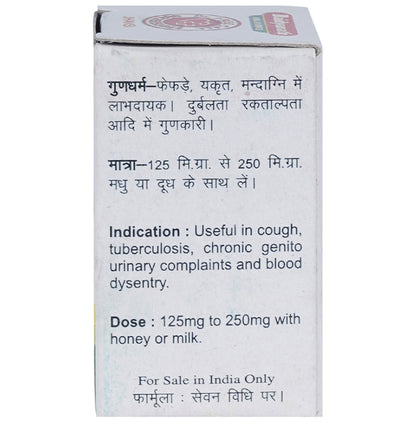 गुणधर्म–फेफड़े, यकृत, मन्दाग्नि में
लाभदायक। दुर्बलता रक्ताल्पता
आदि में गुणकारी।
मात्रा–125 मि.ग्रा. से 250 मि.ग्रा.
मधु या दूध के साथ लें।
Indication : Useful in cough,
tuberculosis, chronic genito
urinary complaints and blood
dysentry.
Dose : 125mg to 250mg with
honey or milk.
For Sale in India Only
फार्मूला : सेवन विधि पर।